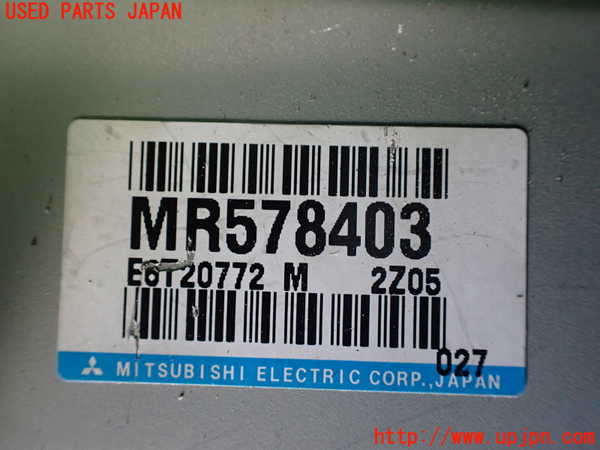 USED PARTS JAPAN
MR578403
E6T20772 M 2Z05
027
MITSUBISHI ELECTRIC CORP., JAPAN
http://www.upjpn.com